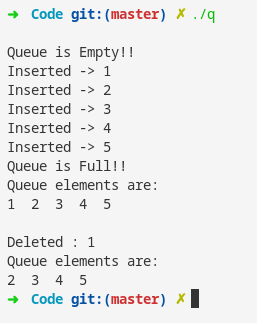 ➜ Code git:(master) ✗ ./q

Queue is Empty!!
Inserted -> 1
Inserted -> 2
Inserted -> 3
Inserted -> 4
Inserted -> 5
Queue is Full!!
Queue elements are:
1  2  3  4  5

Deleted : 1
Queue elements are:
2  3  4  5
➜ Code git:(master) ✗